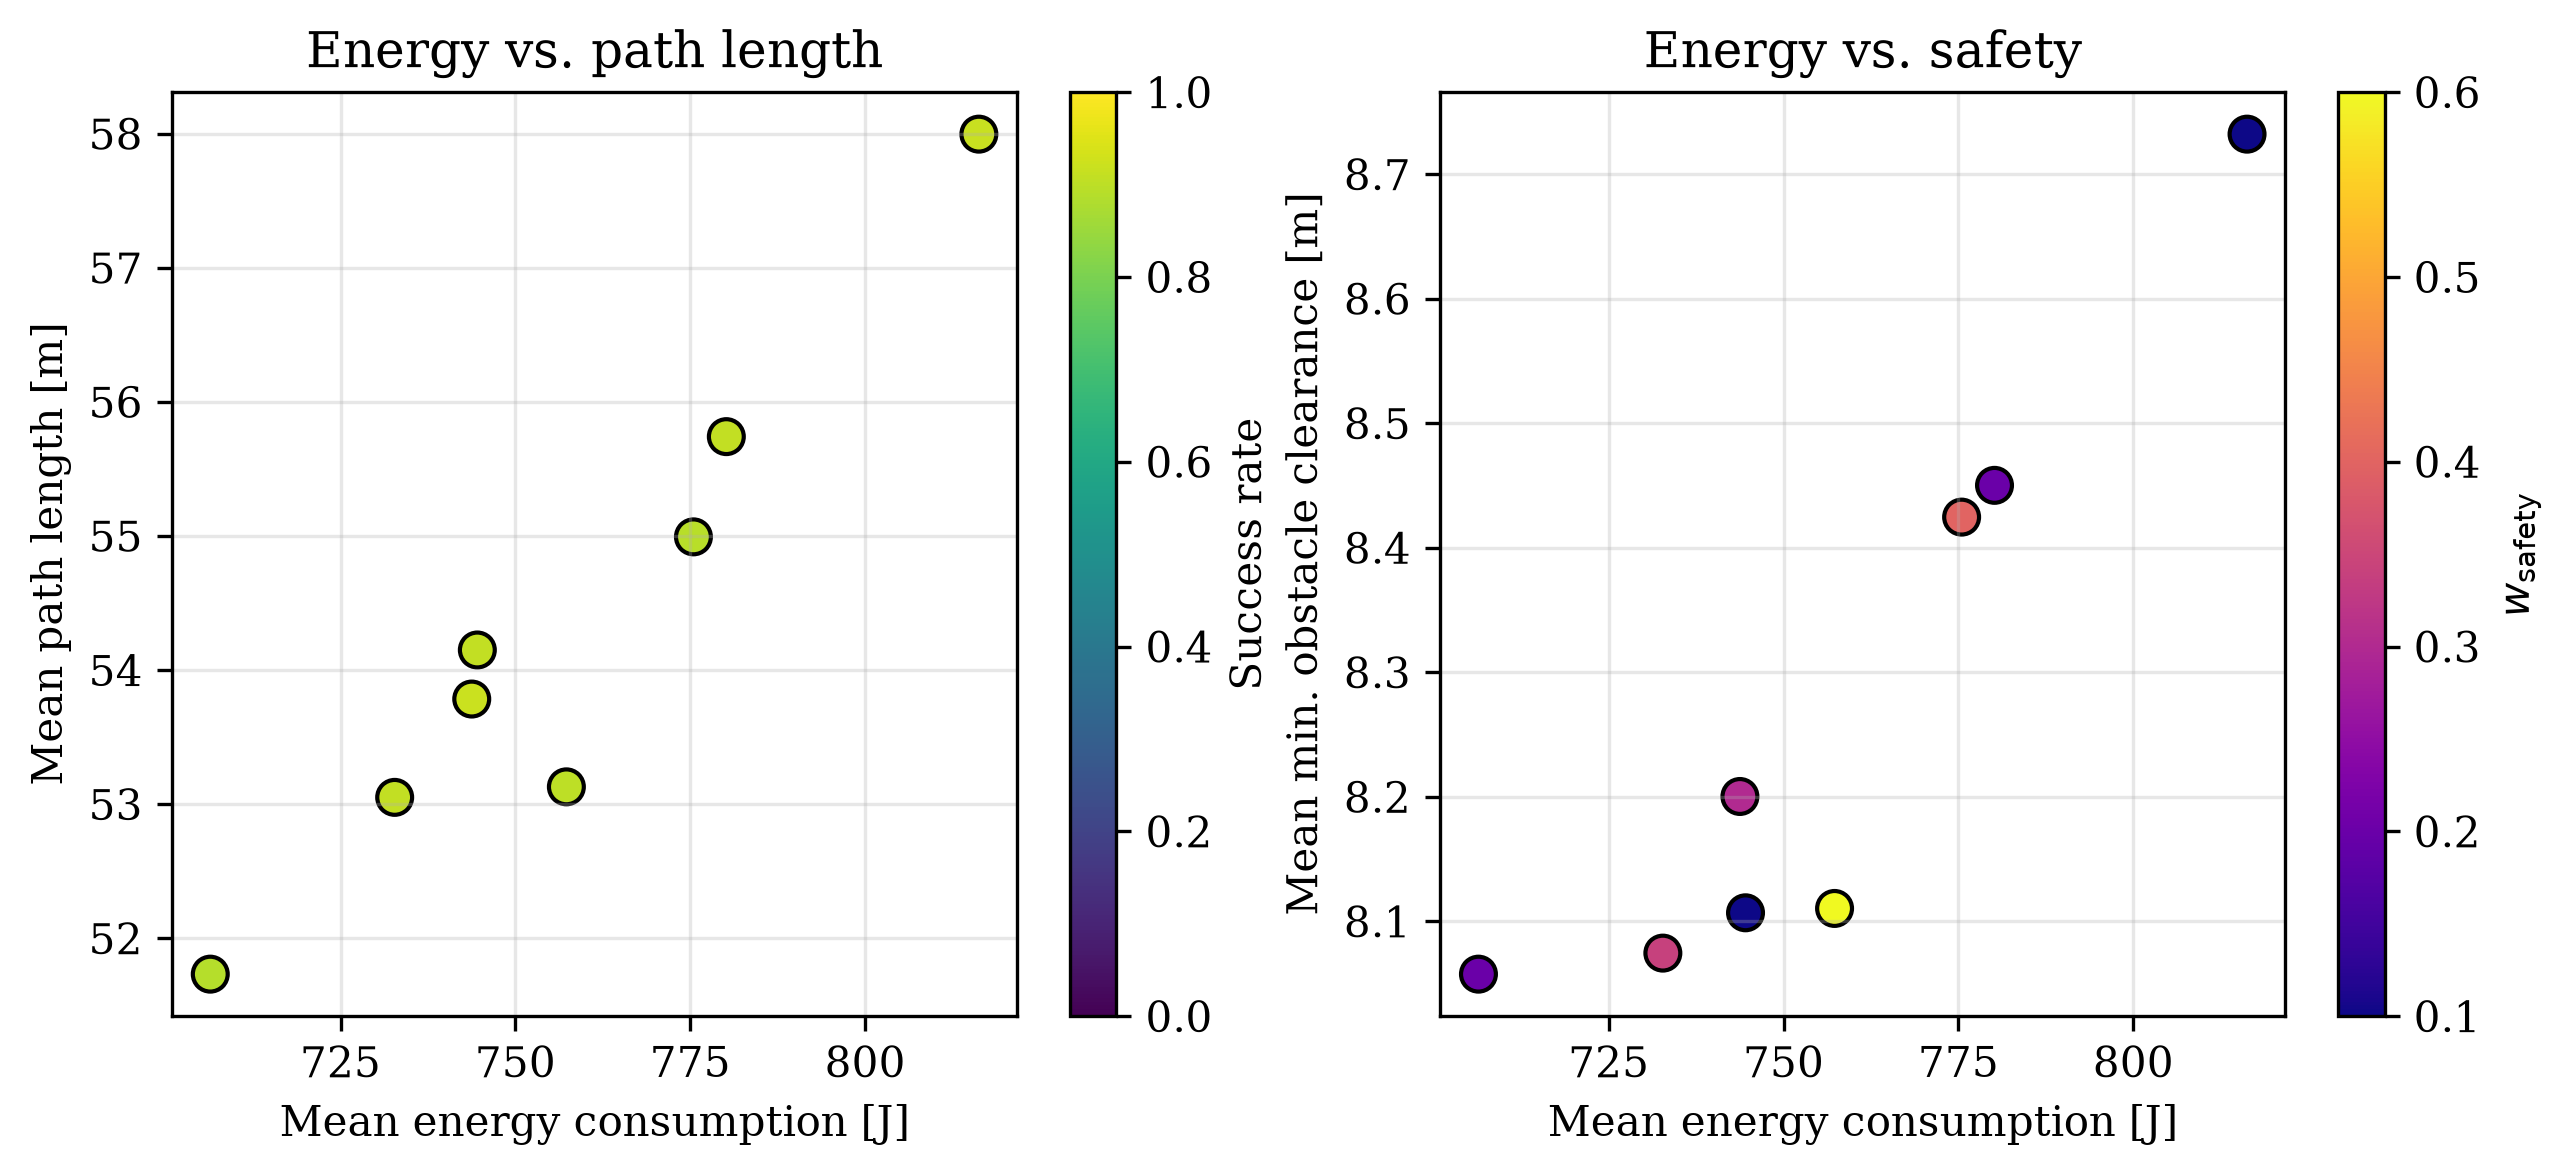 Energy vs. path length
Mean path length [m]
58
57
56
55
54
53
52
725 750 775 800
Mean energy consumption [J]
1.0
0.8
0.6
0.4
0.2
0.0
Success rate
Energy vs. safety
Mean min. obstacle clearance [m]
8.7
8.6
8.5
8.4
8.3
8.2
8.1
725 750 775 800
Mean energy consumption [J]
0.6
0.5
0.4
0.3
0.2
0.1
w_safety